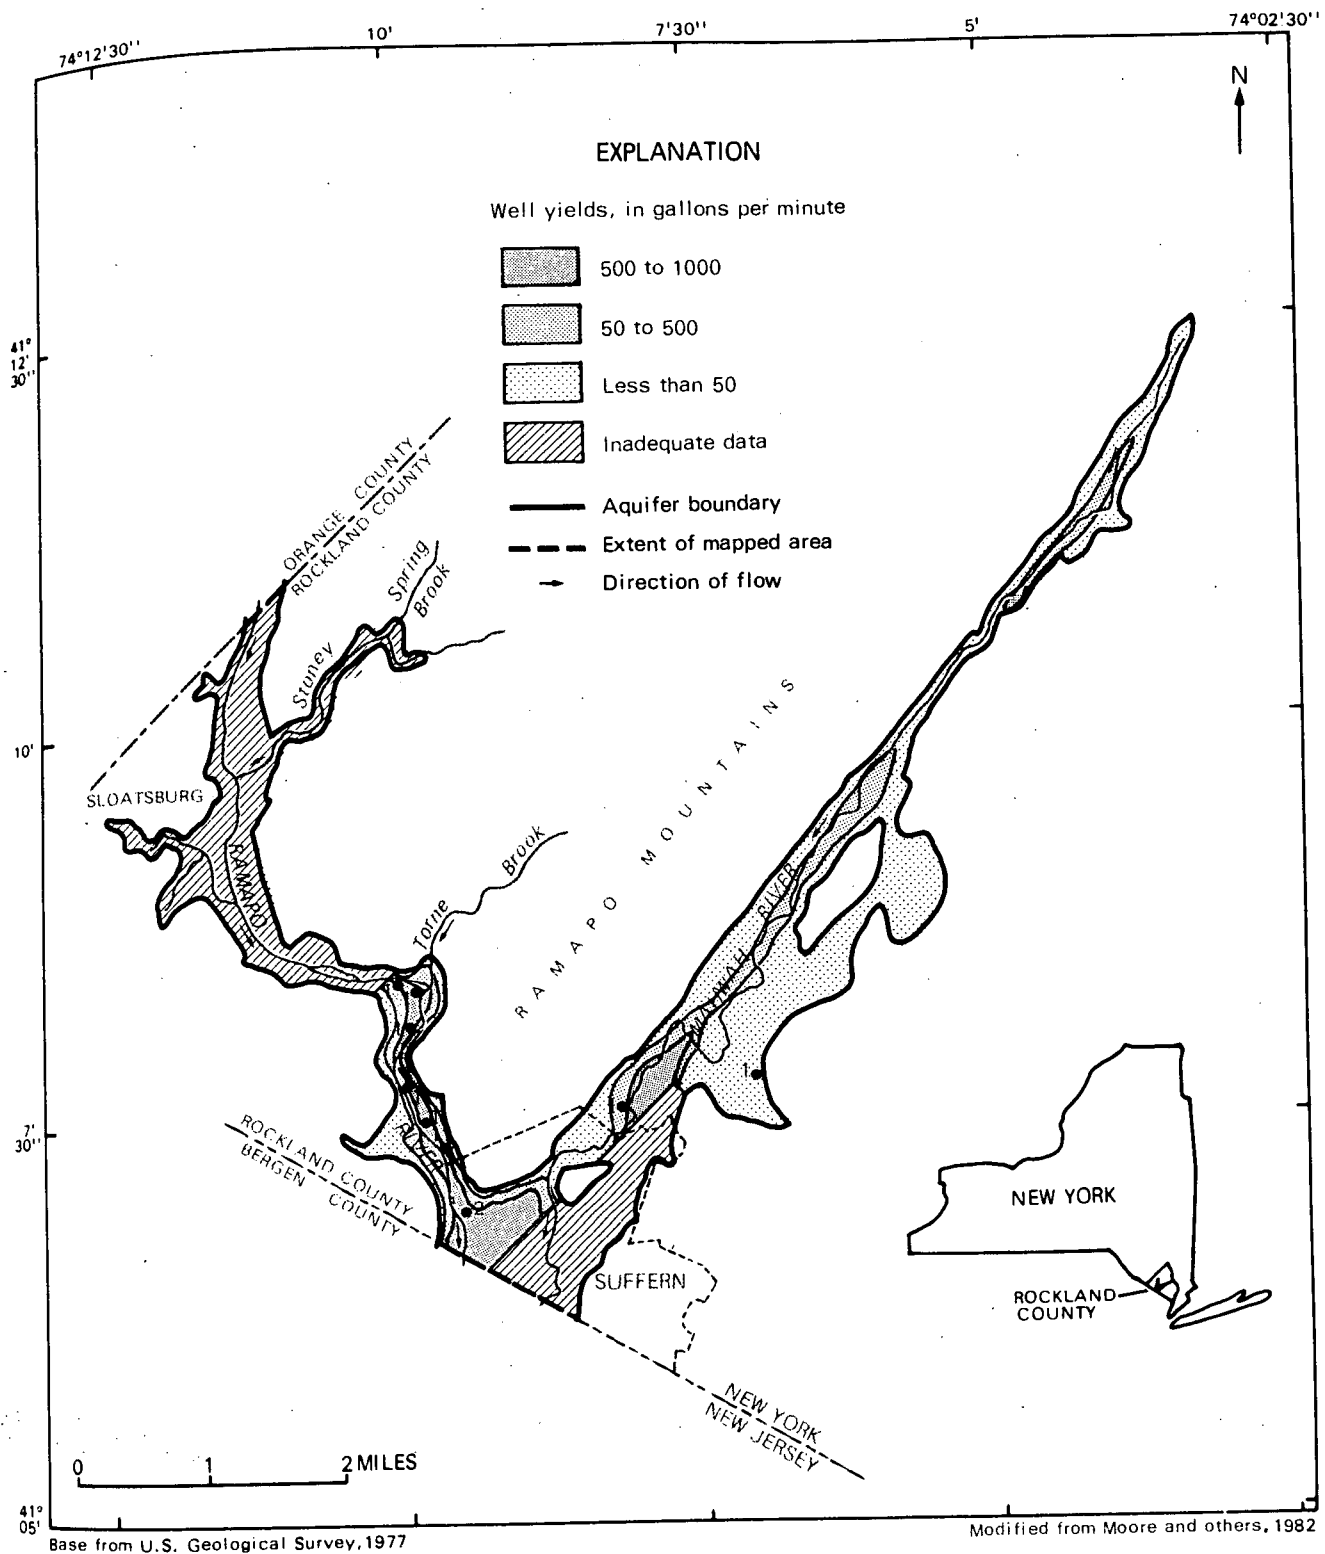 74°12'30''
10'
7'30''
5'
74°02'30''
N
EXPLANATION
Well yields, in gallons per minute
500 to 1000
50 to 500
Less than 50
Inadequate data
Aquifer boundary
Extent of mapped area
Direction of flow
41°
12'
30''
ORANGE COUNTY
ROCKLAND COUNTY
Spring
Brook
Stoney
10'
SLOATSBURG
RAMAPO
RIVER
Torne
Brook
RAMAPO MOUNTAINS
MAHWAH
RIVER
1
2
7'
30''
ROCKLAND COUNTY
BERGEN COUNTY
SUFFERN
NEW YORK
ROCKLAND
COUNTY
NEW YORK
NEW JERSEY
0
1
2 MILES
41°
05'
Base from U.S. Geological Survey, 1977
Modified from Moore and others, 1982